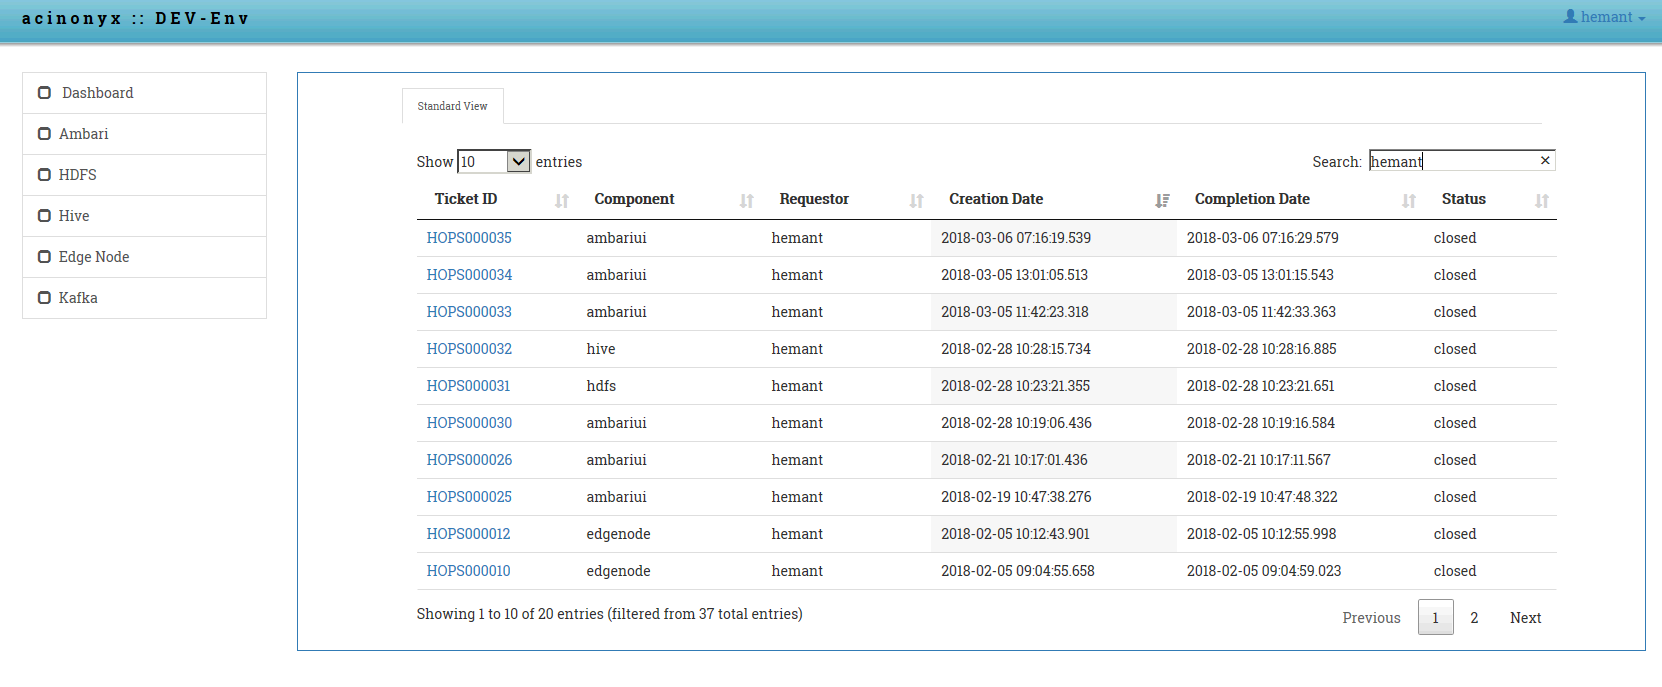 acinonyx :: DEV-Env
hemant
Dashboard
Ambari
HDFS
Hive
Edge Node
Kafka
Standard View
Show 10 entries
Search: hemant ×
Ticket ID Component Requestor Creation Date Completion Date Status
HOPS000035 ambariui hemant 2018-03-06 07:16:19.539 2018-03-06 07:16:29.579 closed
HOPS000034 ambariui hemant 2018-03-05 13:01:05.513 2018-03-05 13:01:15.543 closed
HOPS000033 ambariui hemant 2018-03-05 11:42:23.318 2018-03-05 11:42:33.363 closed
HOPS000032 hive hemant 2018-02-28 10:28:15.734 2018-02-28 10:28:16.885 closed
HOPS000031 hdfs hemant 2018-02-28 10:23:21.355 2018-02-28 10:23:21.651 closed
HOPS000030 ambariui hemant 2018-02-28 10:19:06.436 2018-02-28 10:19:16.584 closed
HOPS000026 ambariui hemant 2018-02-21 10:17:01.436 2018-02-21 10:17:11.567 closed
HOPS000025 ambariui hemant 2018-02-19 10:47:38.276 2018-02-19 10:47:48.322 closed
HOPS000012 edgenode hemant 2018-02-05 10:12:43.901 2018-02-05 10:12:55.998 closed
HOPS000010 edgenode hemant 2018-02-05 09:04:55.658 2018-02-05 09:04:59.023 closed
Showing 1 to 10 of 20 entries (filtered from 37 total entries)
Previous 1 2 Next